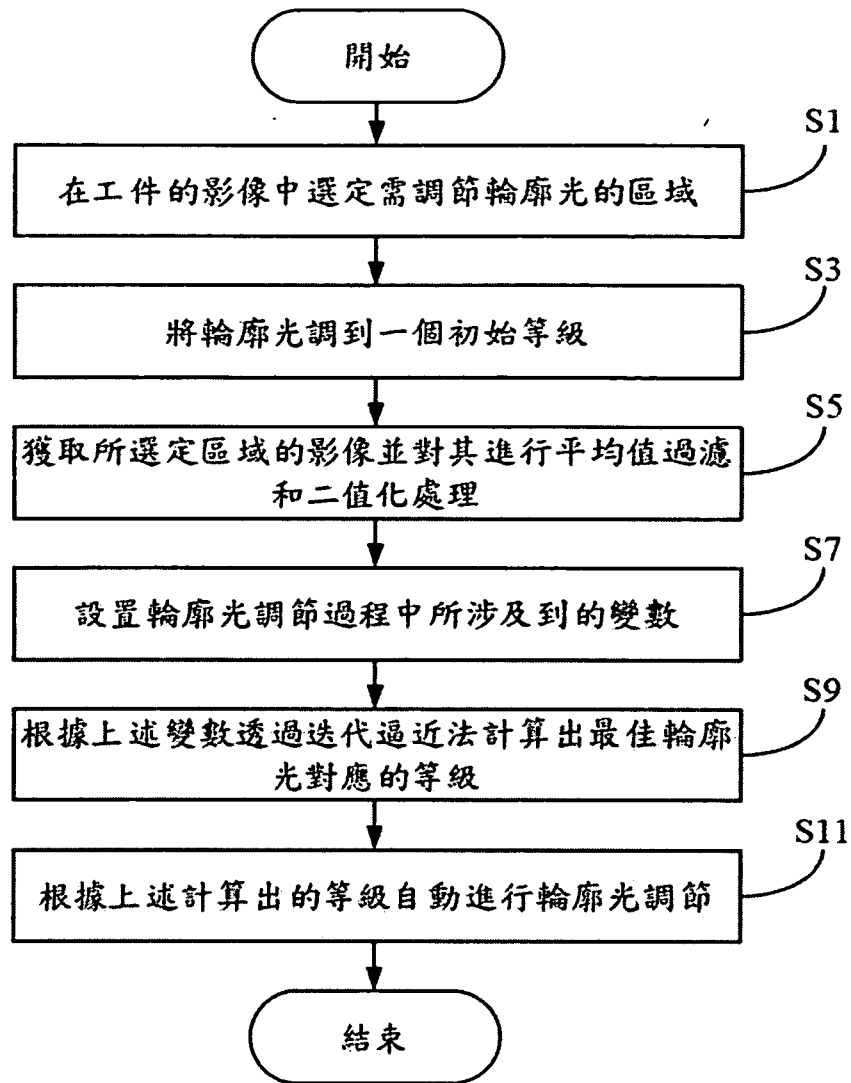 開始
S1
在工件的影像中選定需調節輪廓光的區域
S3
將輪廓光調到一個初始等級
S5
獲取所選定區域的影像並對其進行平均值過濾
和二值化處理
S7
設置輪廓光調節過程中所涉及到的變數
S9
根據上述變數透過迭代逼近法計算出最佳輪廓
光對應的等級
S11
根據上述計算出的等級自動進行輪廓光調節
結束